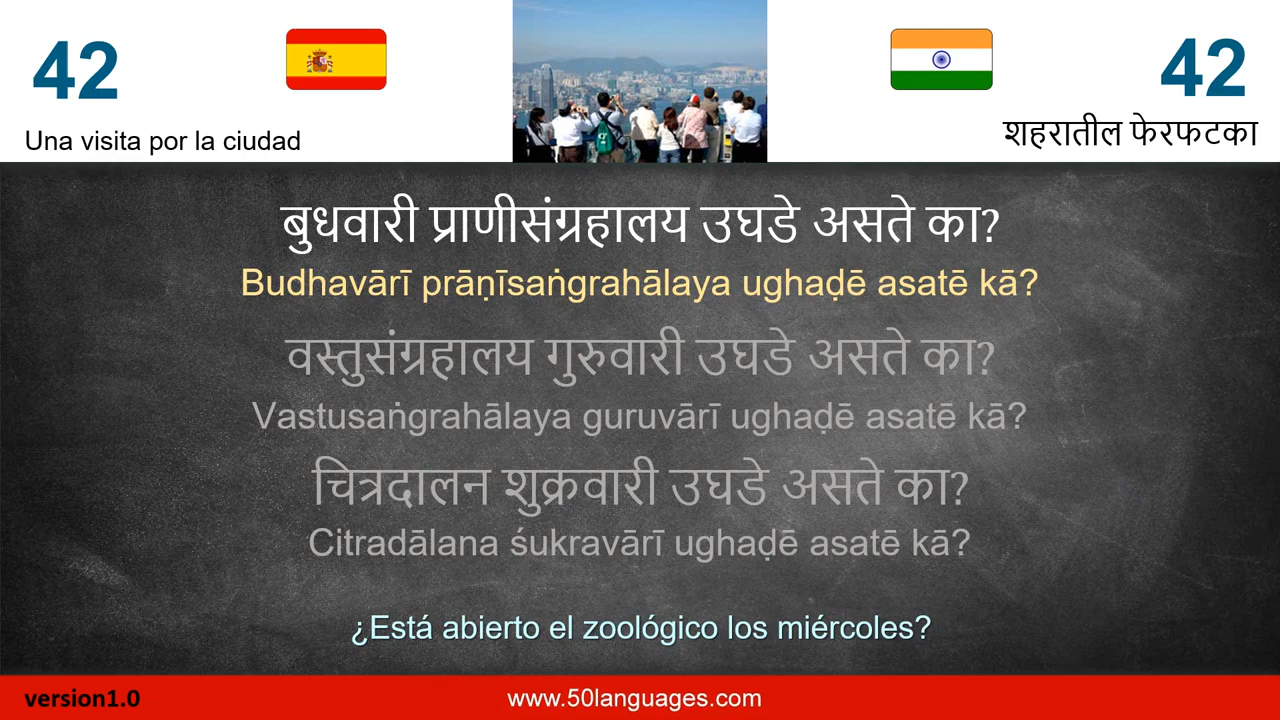 42
42
Una visita por la ciudad
शहरातील फेरफटका
बुधवारी प्राणीसंग्रहालय उघडे असते का?
Budhavārī prāṇīsaṅgrahālaya ughaḍē asatē kā?
वस्तुसंग्रहालय गुरुवारी उघडे असते का?
Vastusaṅgrahālaya guruvārī ughaḍē asatē kā?
चित्रदालन शुक्रवारी उघडे असते का?
Citradālana śukravārī ughaḍē asatē kā?
¿Está abierto el zoológico los miércoles?
version1.0
www.50languages.com